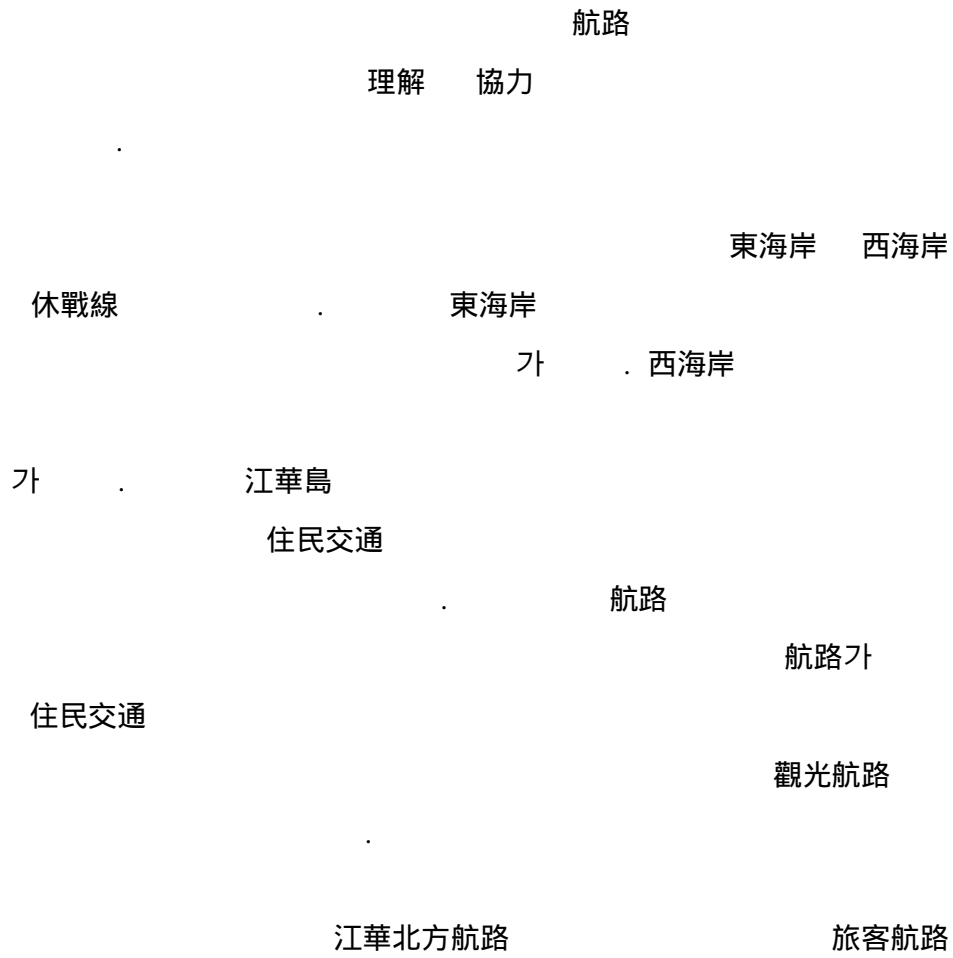 航路
理解 協力
.
東海岸 西海岸
休戰線 . 東海岸
가 . 西海岸
가 . 江華島
住民交通
. 航路
航路가
住民交通
觀光航路
.
江華北方航路 旅客航路